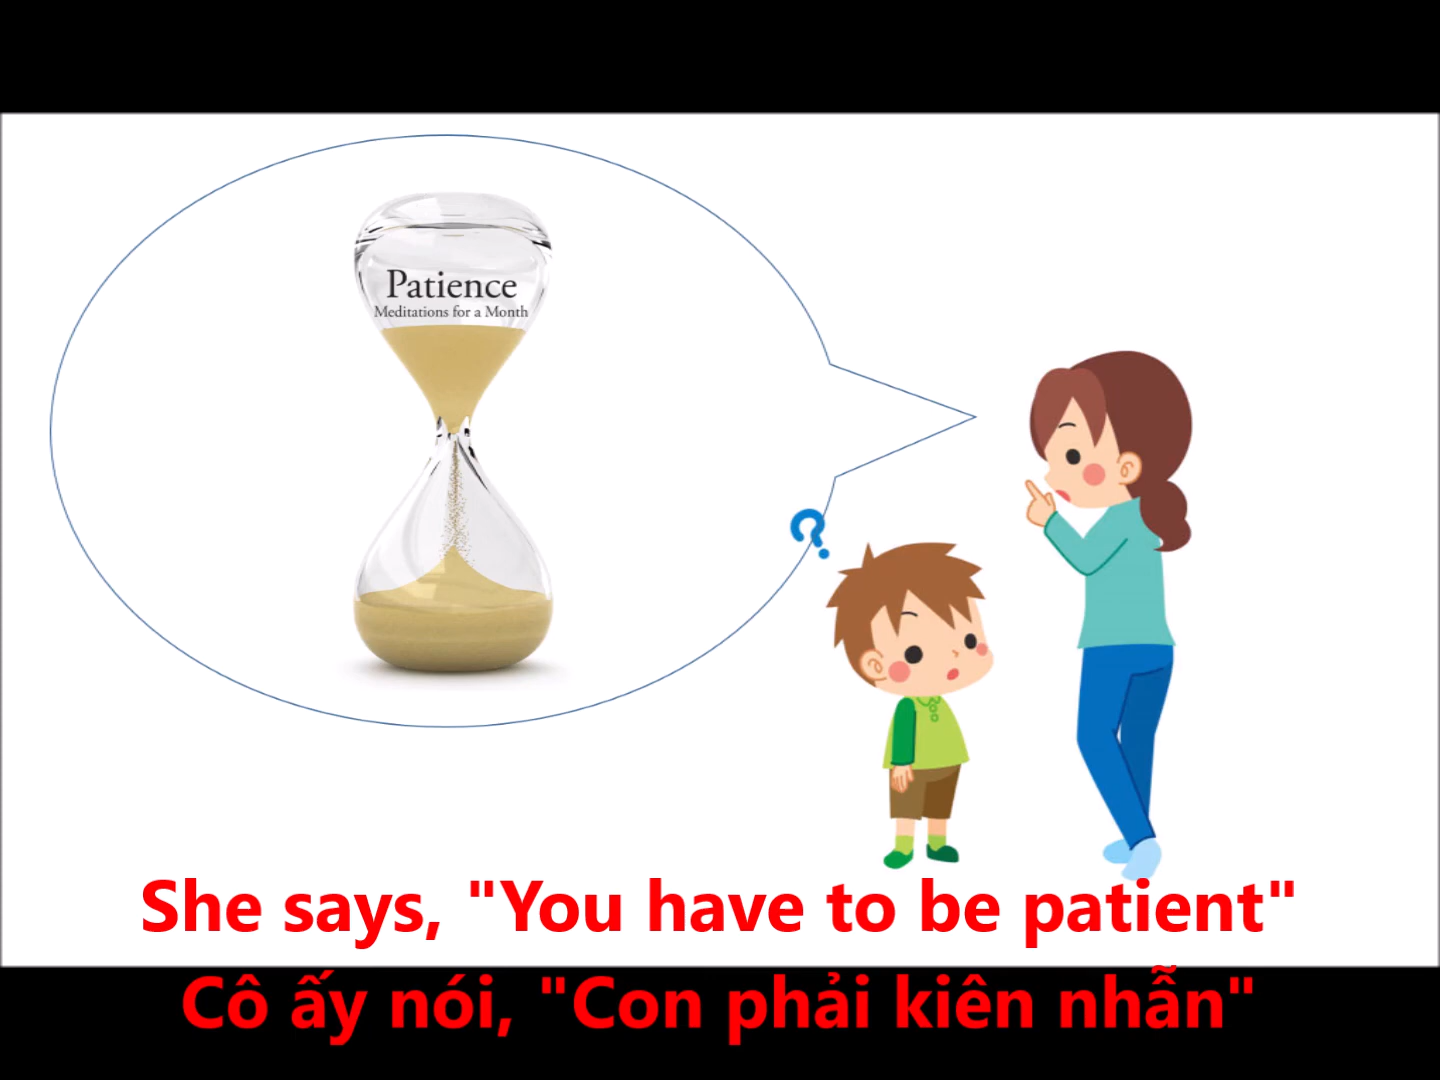 Patience
Meditations for a Month
?
She says, "You have to be patient"
Cô ấy nói, "Con phải kiên nhẫn"